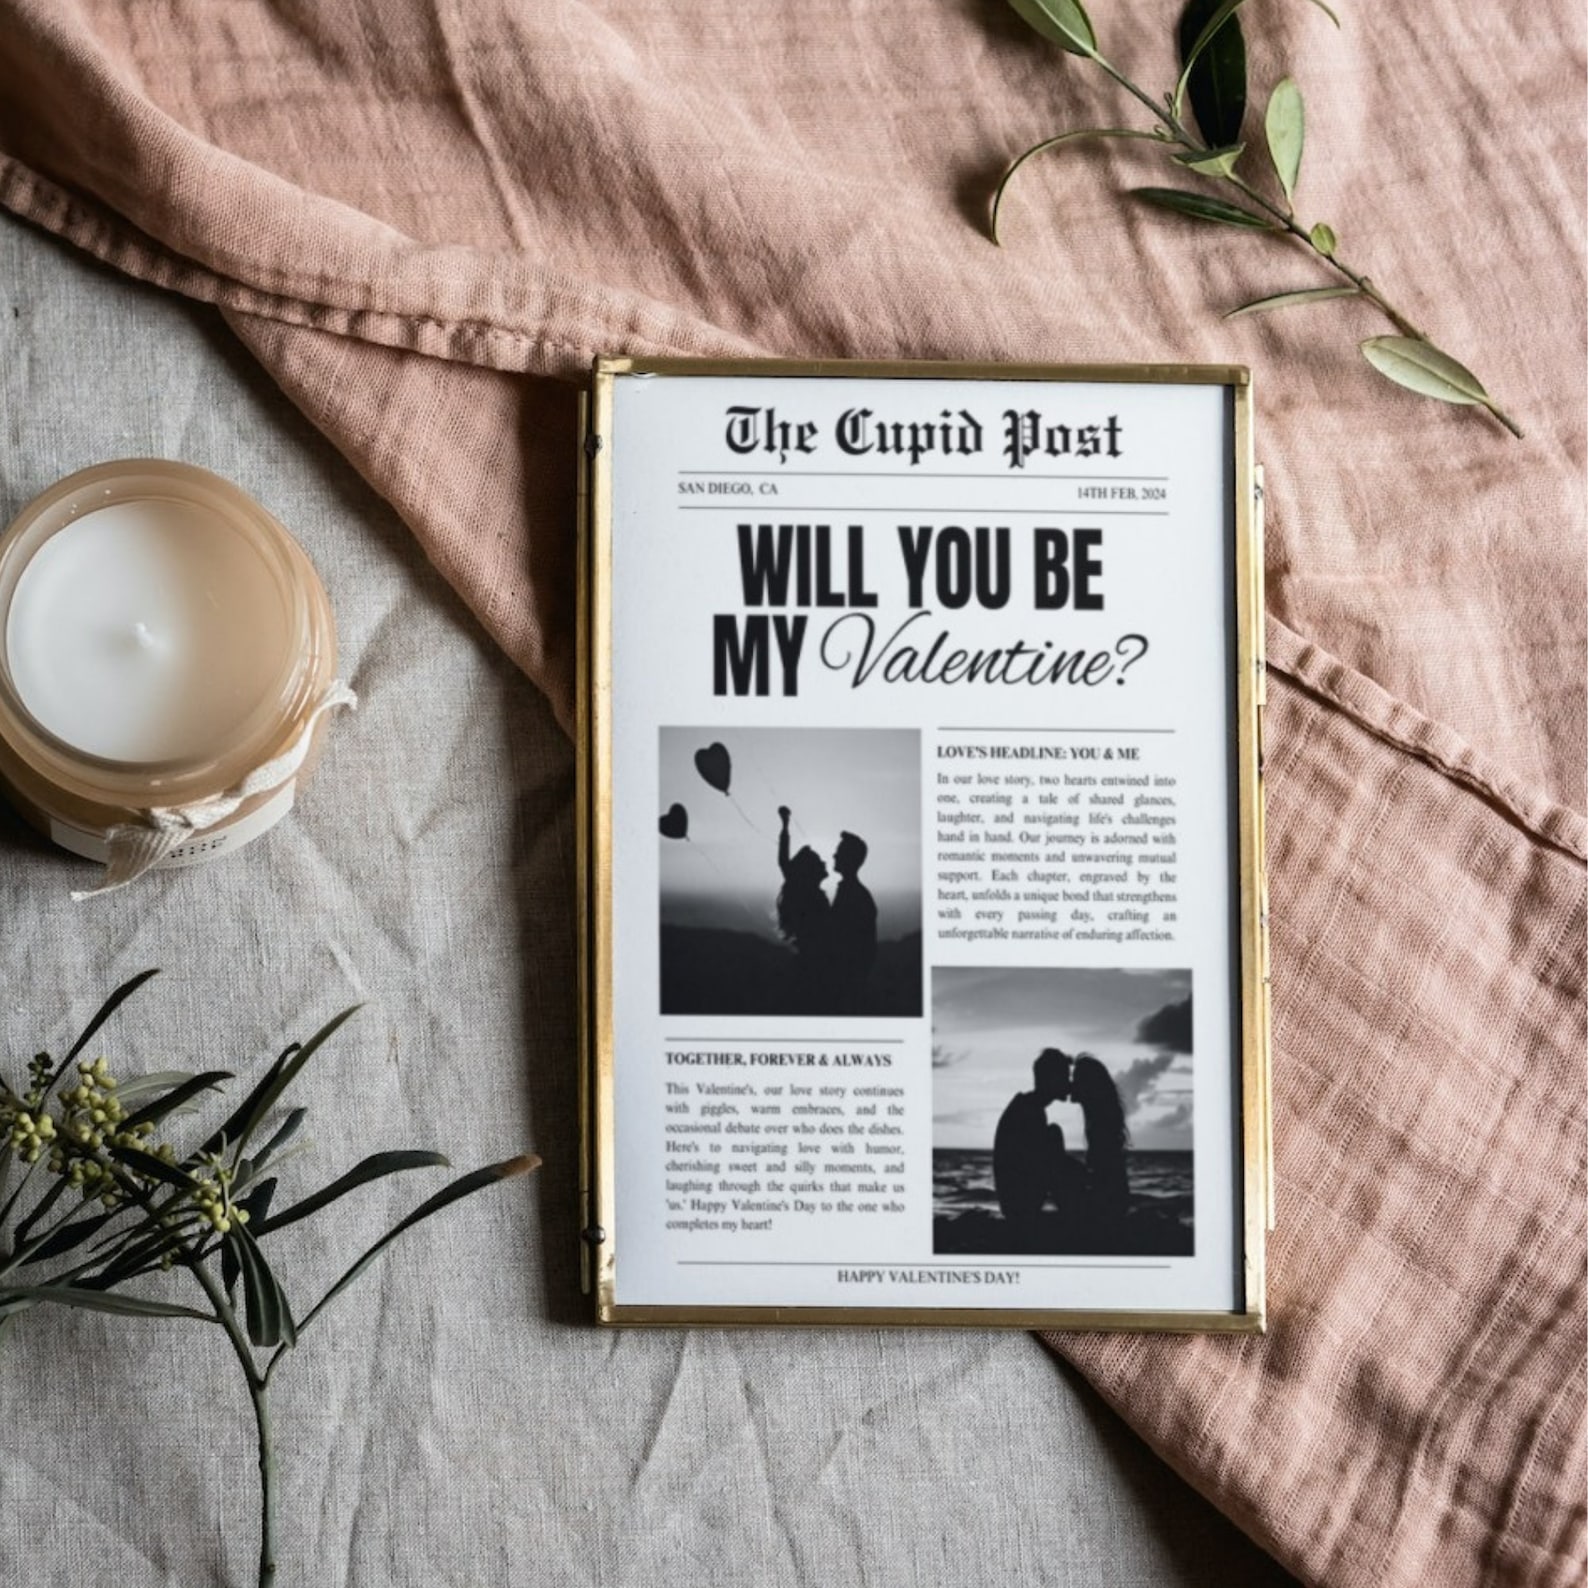 The Cupid Post
SAN DIEGO, CA
14TH FEB, 2024
WILL YOU BE
MY Valentine?
LOVE'S HEADLINE: YOU & ME
In our love story, two hearts entwined into
one, creating a tale of shared glances,
laughter, and navigating life's challenges
hand in hand. Our journey is adorned with
romantic moments and unwavering mutual
support. Each chapter, engraved by the
heart, unfolds a unique bond that strengthens
with every passing day, crafting an
unforgettable narrative of enduring affection.
TOGETHER, FOREVER & ALWAYS
This Valentine's, our love story continues
with giggles, warm embraces, and the
occasional debate over who does the dishes.
Here's to navigating love with humor,
cherishing sweet and silly moments, and
laughing through the quirks that make us
'us.' Happy Valentine's Day to the one who
completes my heart!
HAPPY VALENTINE'S DAY!